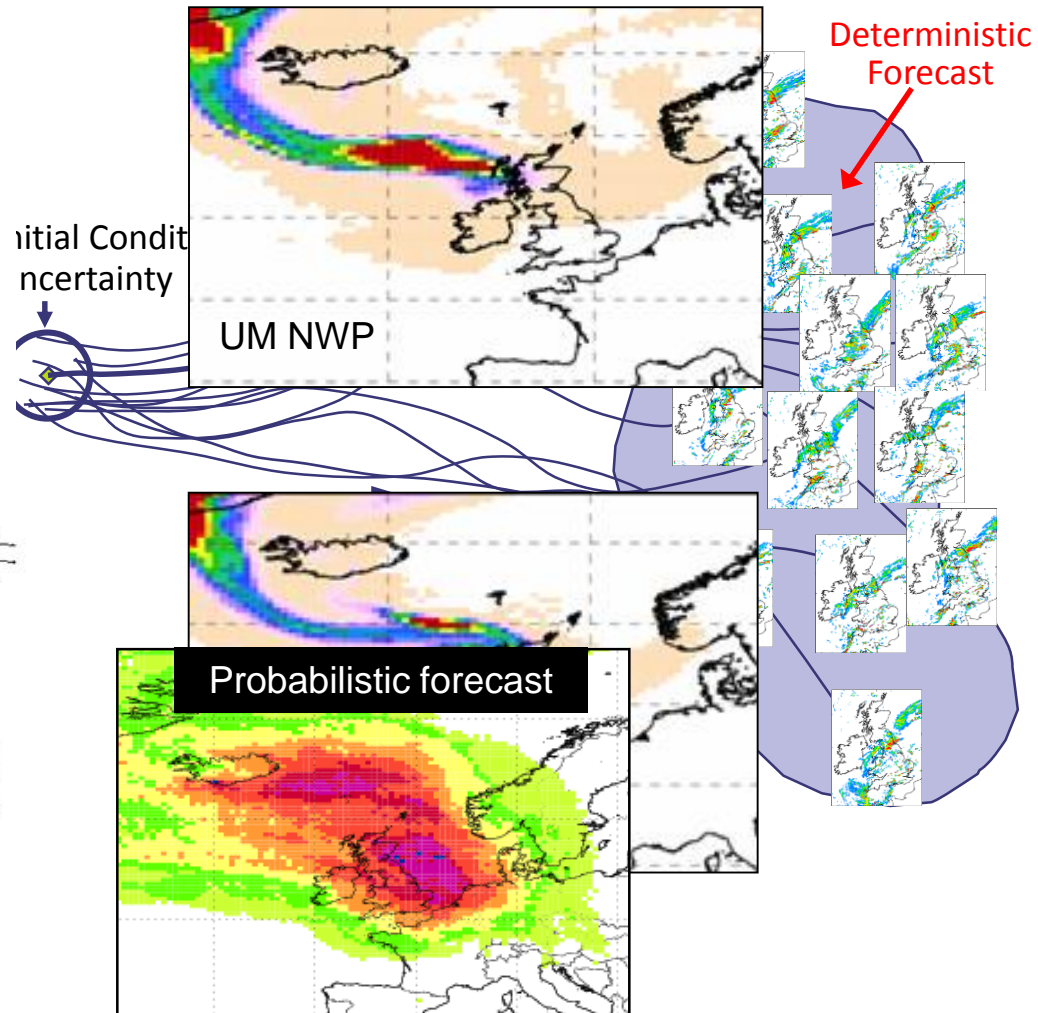 Deterministic
Forecast
nitial Condit
ncertainty
UM NWP
Probabilistic forecast